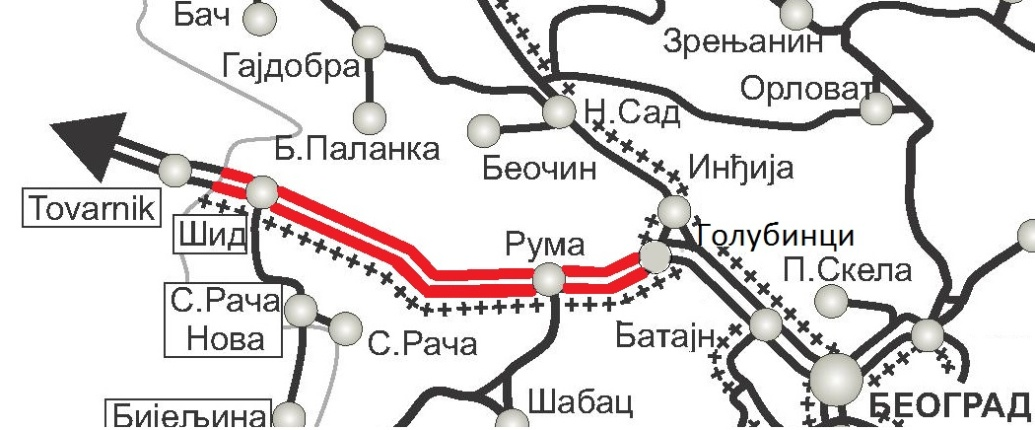 Бач
Гајдобра
Зрењанин
Орловат
Н.Сад
Б.Паланка
Беочин
Инђија
Tovarnik
Шид
Рума
Голубинци
П.Скела
С.Рача
Нова
С.Рача
Батајн
Шабац
БЕОГРАД
Бијељина